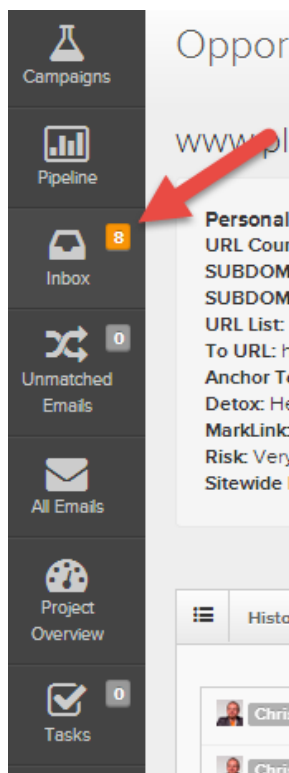 Campaigns
Pipeline
8
Inbox
0
Unmatched
Emails
All Emails
Project
Overview
0
Tasks
Oppor
www.pl
Personal
URL Cour
SUBDOM
SUBDOM
URL List:
To URL: h
Anchor Te
Detox: He
MarkLink:
Risk: Very
Sitewide
Histo
Chris
Chris